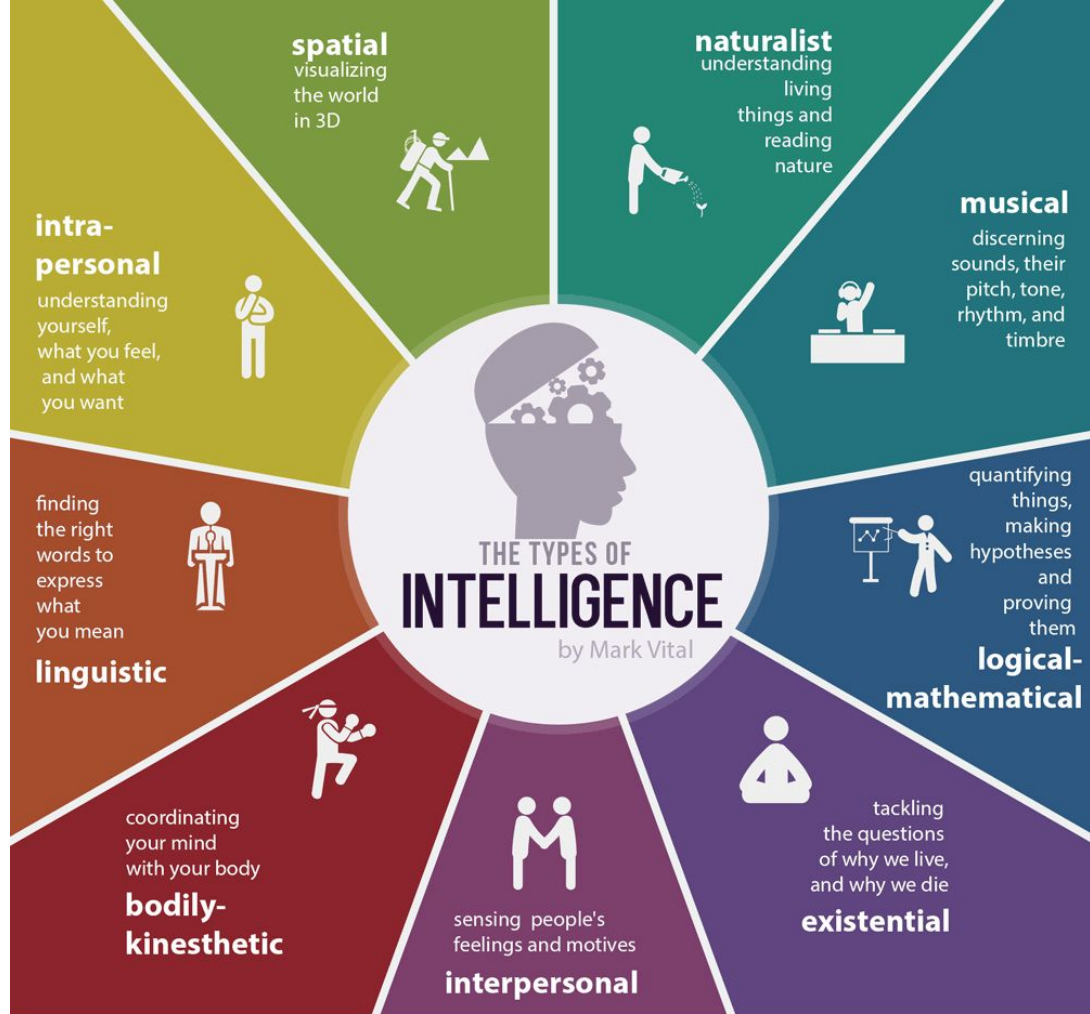 spatial
visualizing
the world
in 3D
naturalist
understanding
living
things and
reading
nature
musical
discerning
sounds, their
pitch, tone,
rhythm, and
timbre
quantifying
things,
making
hypotheses
and
proving
them
logical-
mathematical
tackling
the questions
of why we live,
and why we die
existential
sensing people's
feelings and motives
interpersonal
coordinating
your mind
with your body
bodily-
kinesthetic
finding
the right
words to
express
what
you mean
linguistic
intra-
personal
understanding
yourself,
what you feel,
and what
you want
THE TYPES OF
INTELLIGENCE
by Mark Vital